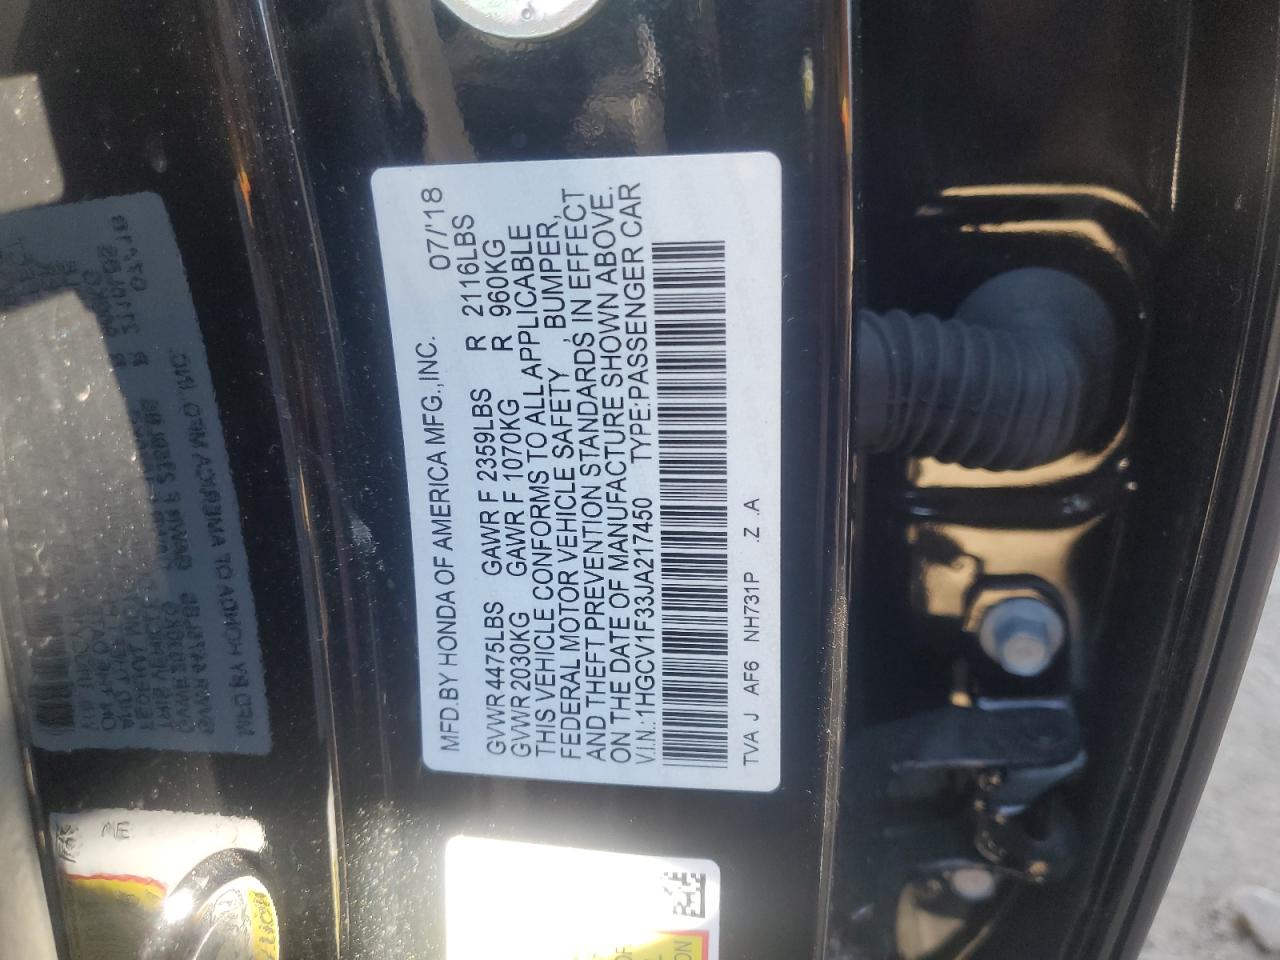 MFD.BY HONDA OF AMERICA MFG.,INC. 07/'18
GVWR 4475LBS GAWR F 2359LBS R 2116LBS
GVWR 2030KG GAWR F 1070KG R 960KG
THIS VEHICLE CONFORMS TO ALL APPLICABLE
FEDERAL MOTOR VEHICLE SAFETY, BUMPER,
AND THEFT PREVENTION STANDARDS IN EFFECT
ON THE DATE OF MANUFACTURE SHOWN ABOVE.
V.I.N.:1HGCV1F33JA217450 TYPE:PASSENGER CAR
TVA J AF6 NH731P .Z .A